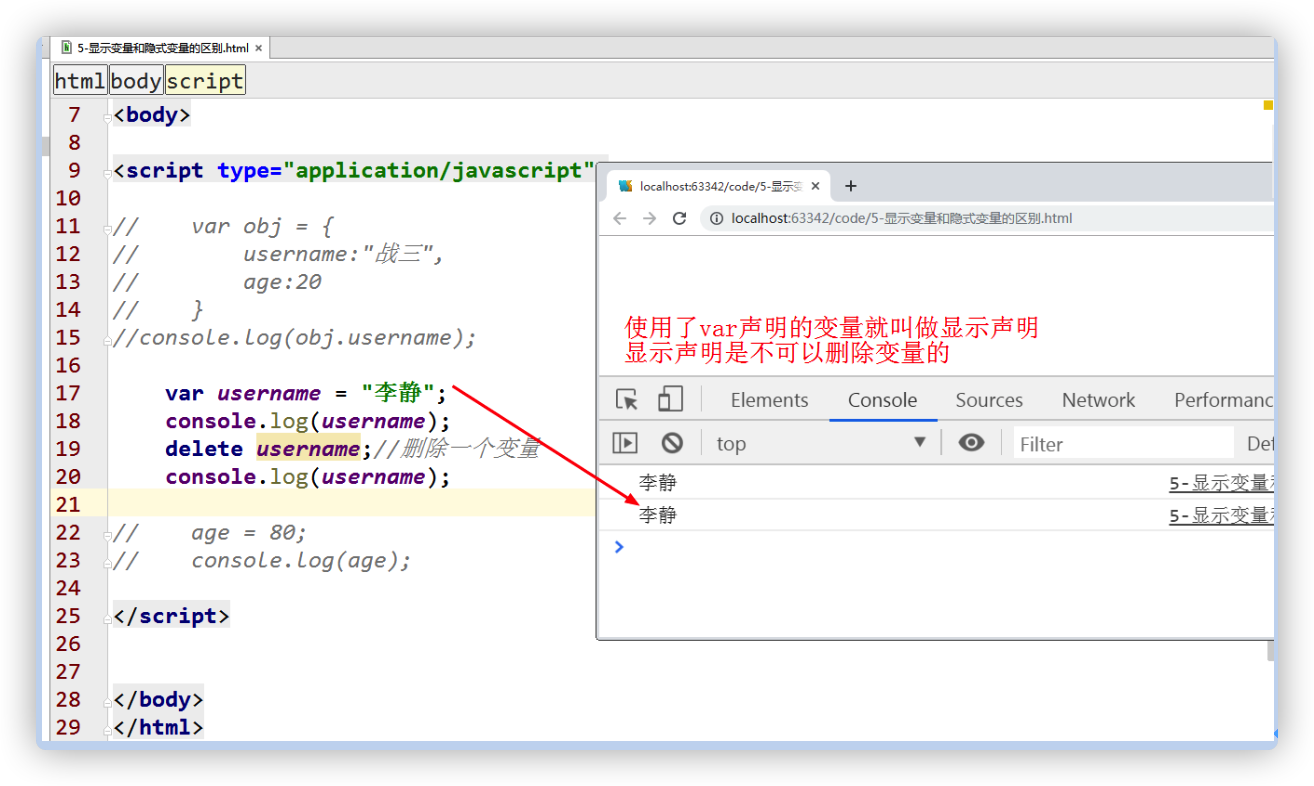 5-显示变量和隐式变量的区别.html ×
html body script
7 <body>
8
9 <script type="application/javascript"
10
11 // var obj = {
12 // username:"战三",
13 // age:20
14 // }
15 //console.log(obj.username);
16
17 var username = "李静";
18 console.log(username);
19 delete username;//删除一个变量
20 console.log(username);
21
22 // age = 80;
23 // console.log(age);
24
25 </script>
26
27
28 </body>
29 </html>
localhost:63342/code/5-显示变 × +
localhost:63342/code/5-显示变量和隐式变量的区别.html
使用了var声明的变量就叫做显示声明
显示声明是不可以删除变量的
Elements Console Sources Network Performanc
top Filter Def
李静 5-显示变量和
李静 5-显示变量和